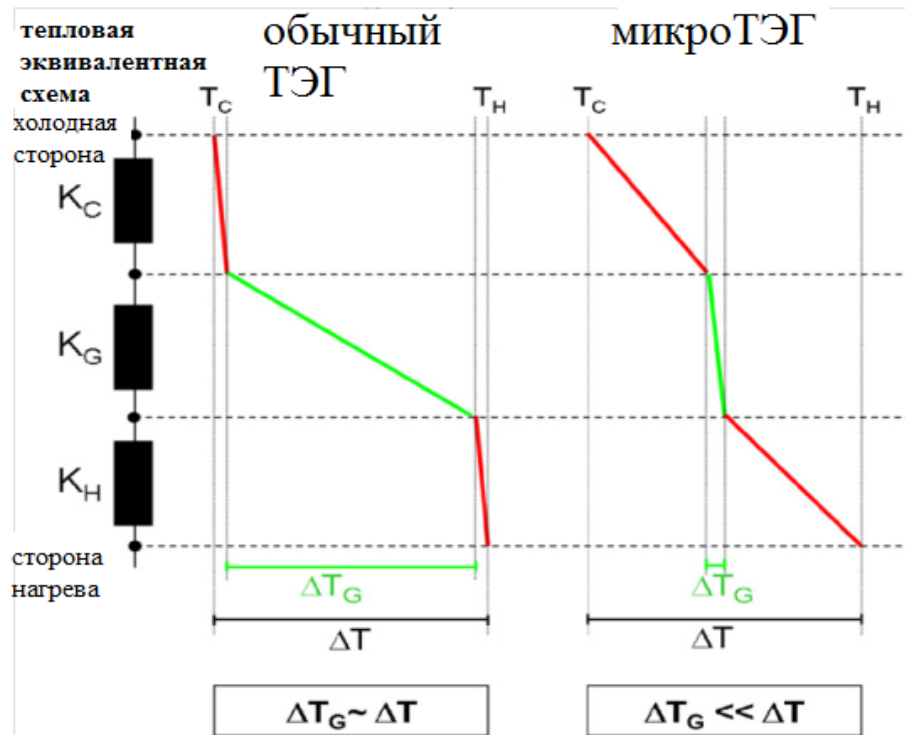 тепловая
эквивалентная
схема
обычный
ТЭГ
микроТЭГ
T_C
T_H
T_C
T_H
холодная
сторона
K_C
K_G
K_H
сторона
нагрева
ΔT_G
ΔT_G
ΔT
ΔT
ΔT_G ~ ΔT
ΔT_G << ΔT